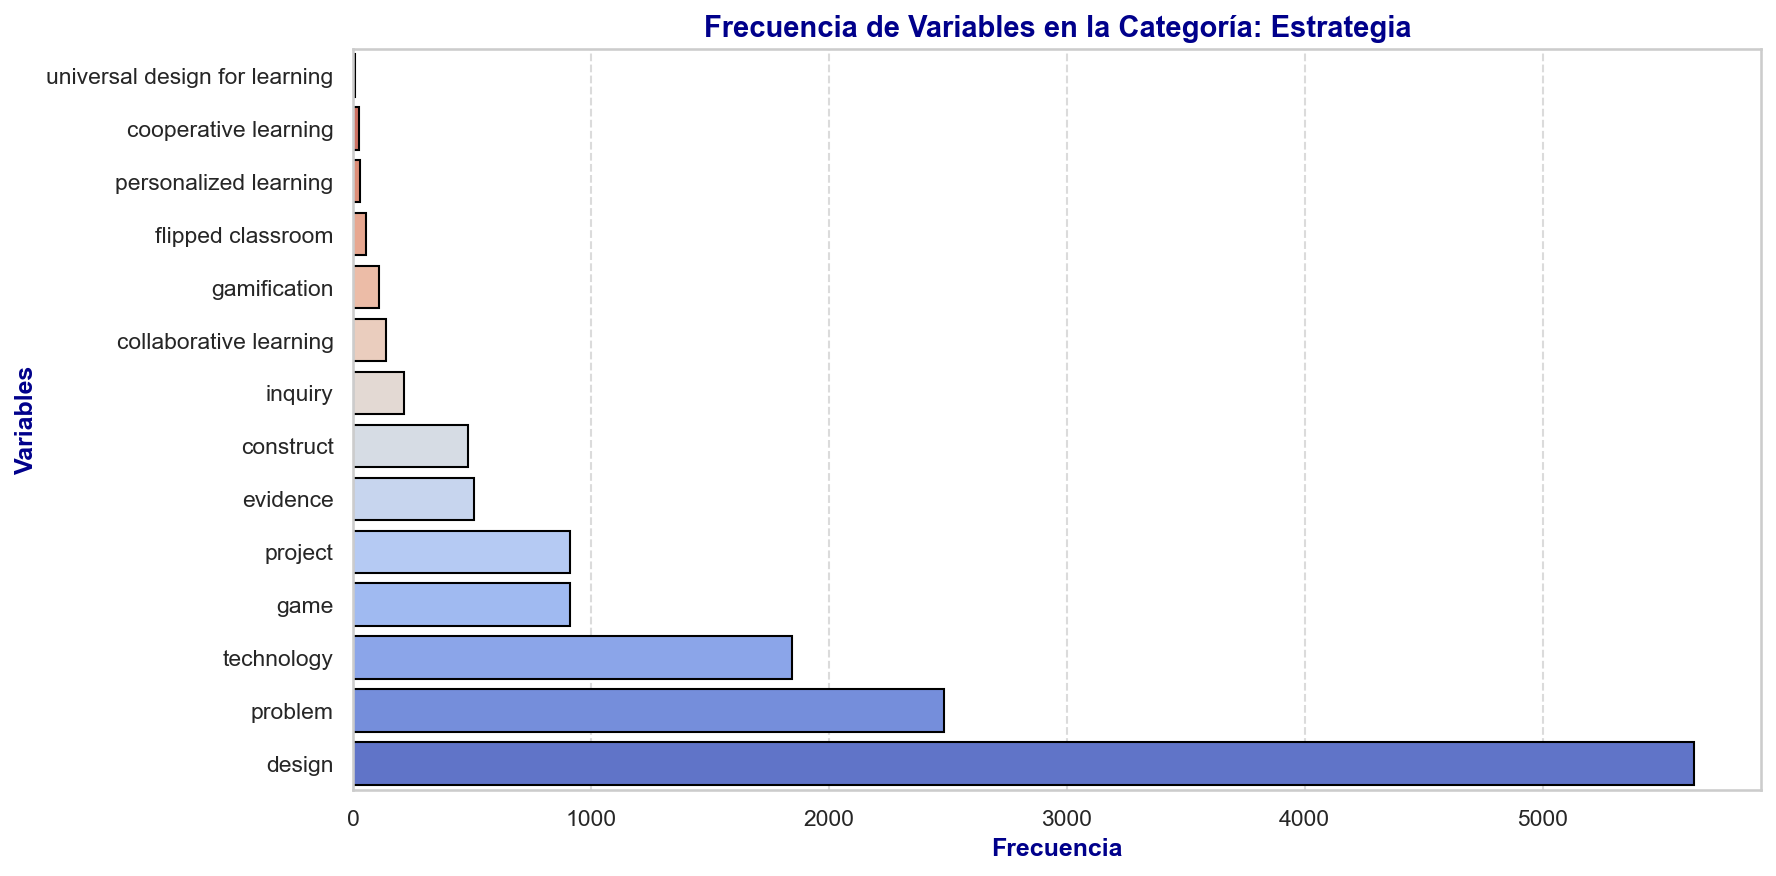 Frecuencia de Variables en la Categoría: Estrategia
universal design for learning
cooperative learning
personalized learning
flipped classroom
gamification
collaborative learning
inquiry
construct
evidence
project
game
technology
problem
design
Variables
0 1000 2000 3000 4000 5000
Frecuencia